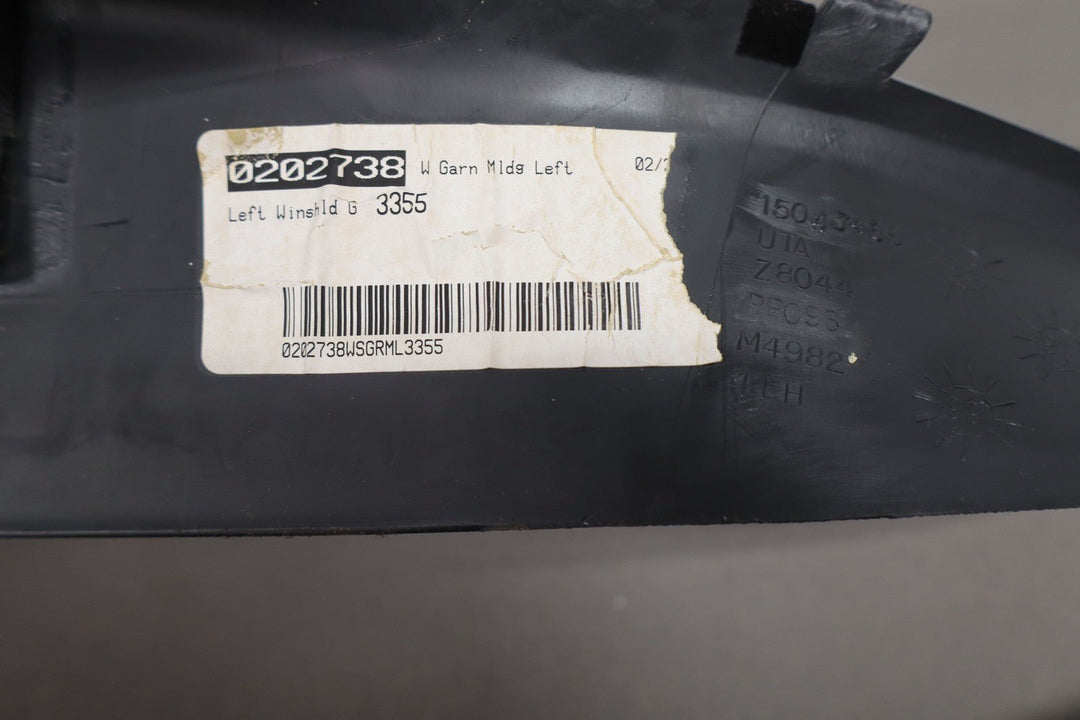 0202738 W Garn Mldg Left 02/
Left Winshld G 3355
0202738WSGRML3355
UTA
Z8044
M4982